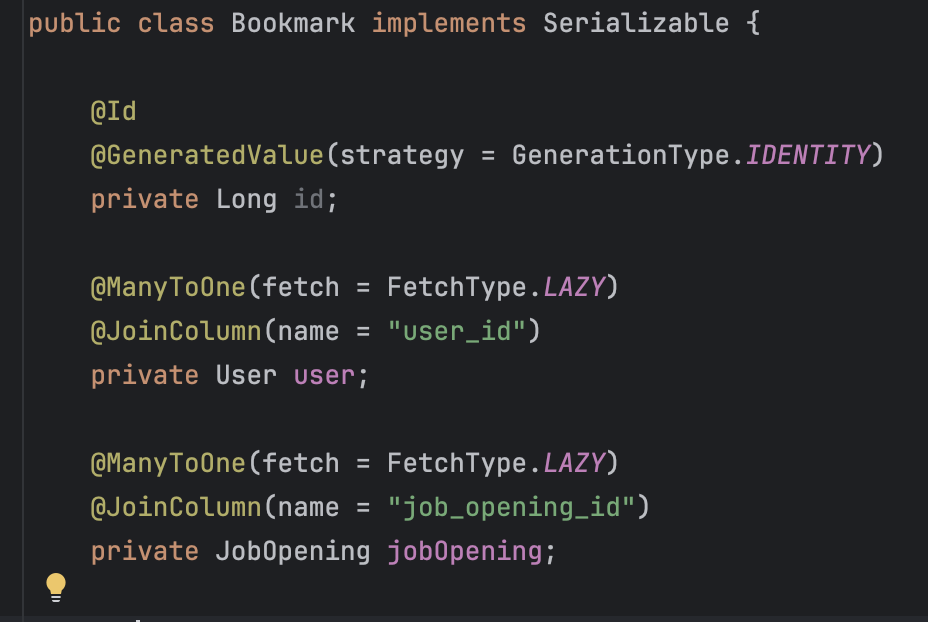 public class Bookmark implements Serializable {
@Id
@GeneratedValue(strategy = GenerationType.IDENTITY)
private Long id;
@ManyToOne(fetch = FetchType.LAZY)
@JoinColumn(name = "user_id")
private User user;
@ManyToOne(fetch = FetchType.LAZY)
@JoinColumn(name = "job_opening_id")
private JobOpening jobOpening;